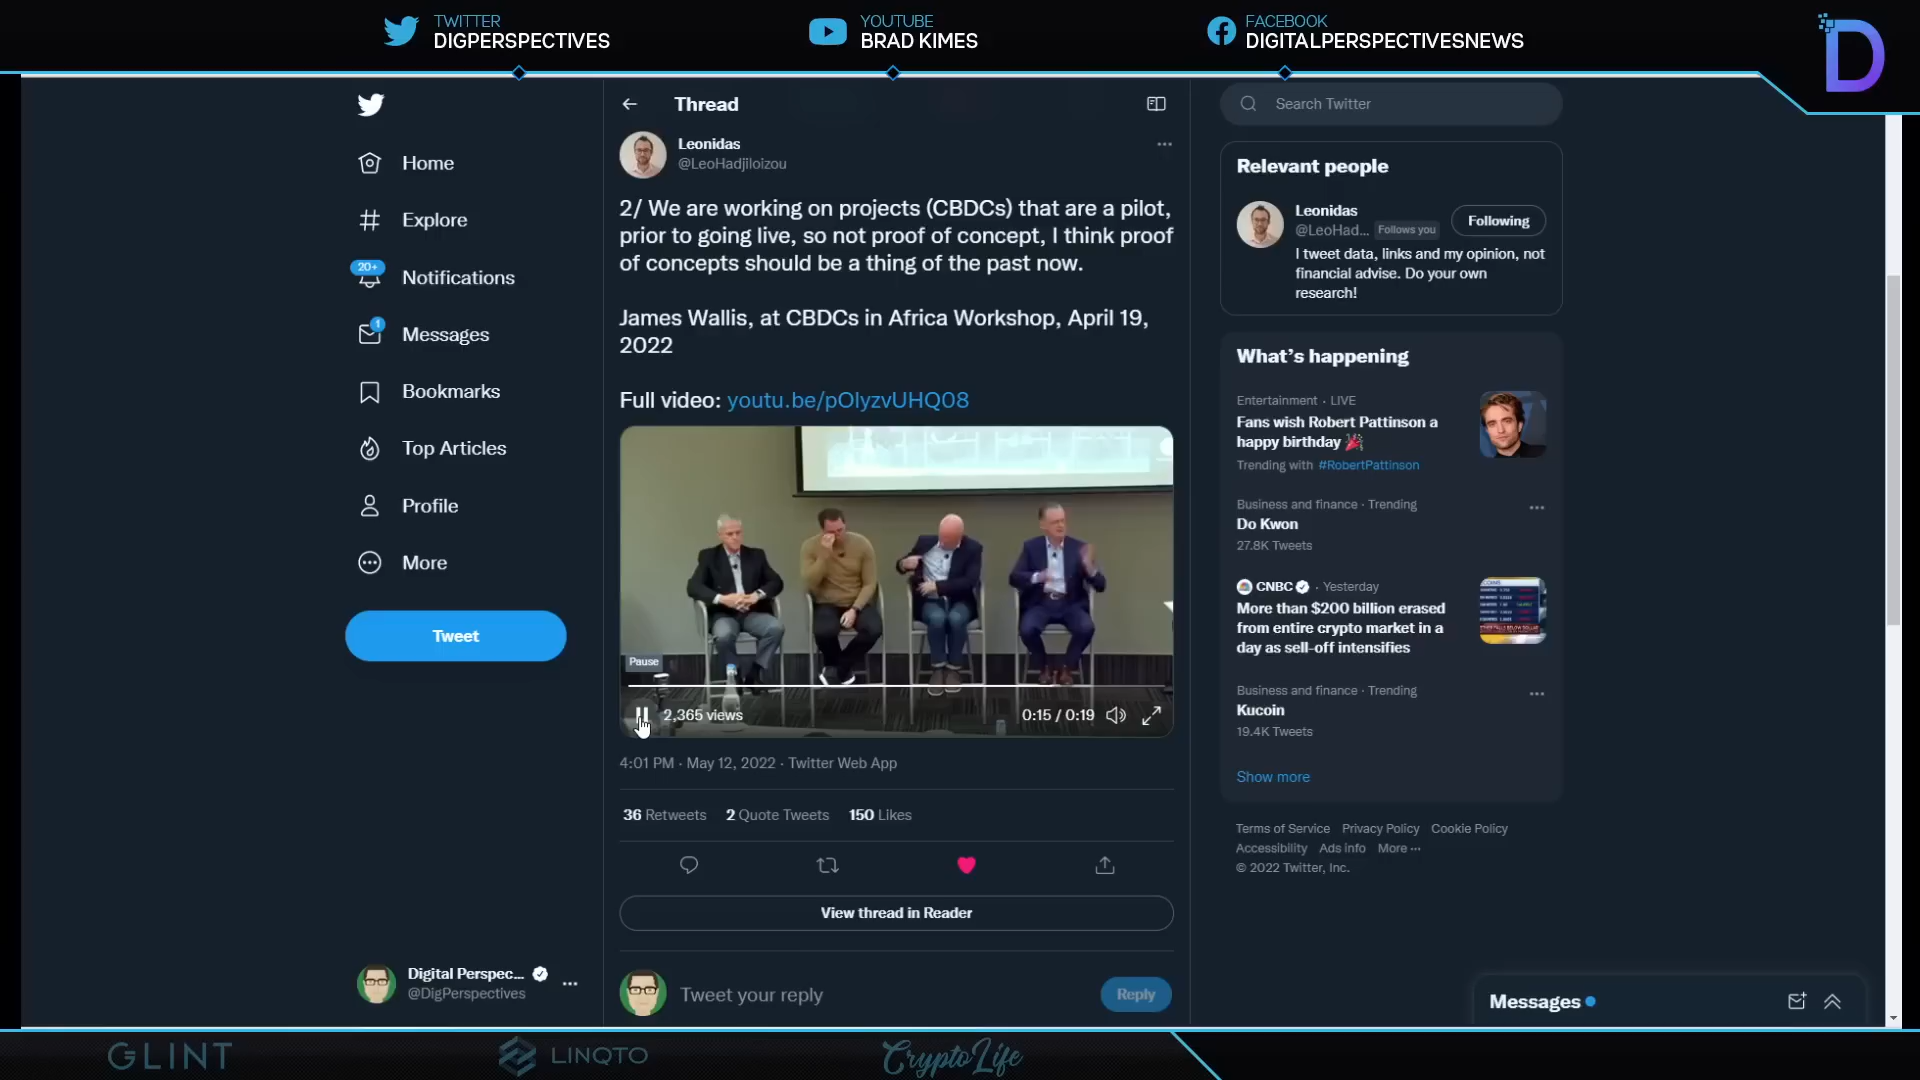 TWITTER
DIGPERSPECTIVES
YOUTUBE
BRAD KIMES
FACEBOOK
DIGITALPERSPECTIVESNEWS
D
Home
Explore
20+
Notifications
1
Messages
Bookmarks
Top Articles
Profile
More
Tweet
Digital Perspec...
@DigPerspectives
Thread
Leonidas
@LeoHadjiloizou
2/ We are working on projects (CBDCs) that are a pilot,
prior to going live, so not proof of concept, I think proof
of concepts should be a thing of the past now.
James Wallis, at CBDCs in Africa Workshop, April 19,
2022
Full video: youtu.be/pOIyzvUHQ08
Pause
2,365 views
0:15 / 0:19
4:01 PM · May 12, 2022 · Twitter Web App
36 Retweets 2 Quote Tweets 150 Likes
View thread in Reader
Tweet your reply
Reply
Search Twitter
Relevant people
Leonidas
@LeoHad... Follows you
Following
I tweet data, links and my opinion, not
financial advise. Do your own
research!
What's happening
Entertainment · LIVE
Fans wish Robert Pattinson a
happy birthday 🎉
Trending with #RobertPattinson
Business and finance · Trending
Do Kwon
27.8K Tweets
CNBC · Yesterday
More than $200 billion erased
from entire crypto market in a
day as sell-off intensifies
Business and finance · Trending
Kucoin
19.4K Tweets
Show more
Terms of Service Privacy Policy Cookie Policy
Accessibility Ads info More ···
© 2022 Twitter, Inc.
Messages
GLINT
LINQTO
CryptoLife